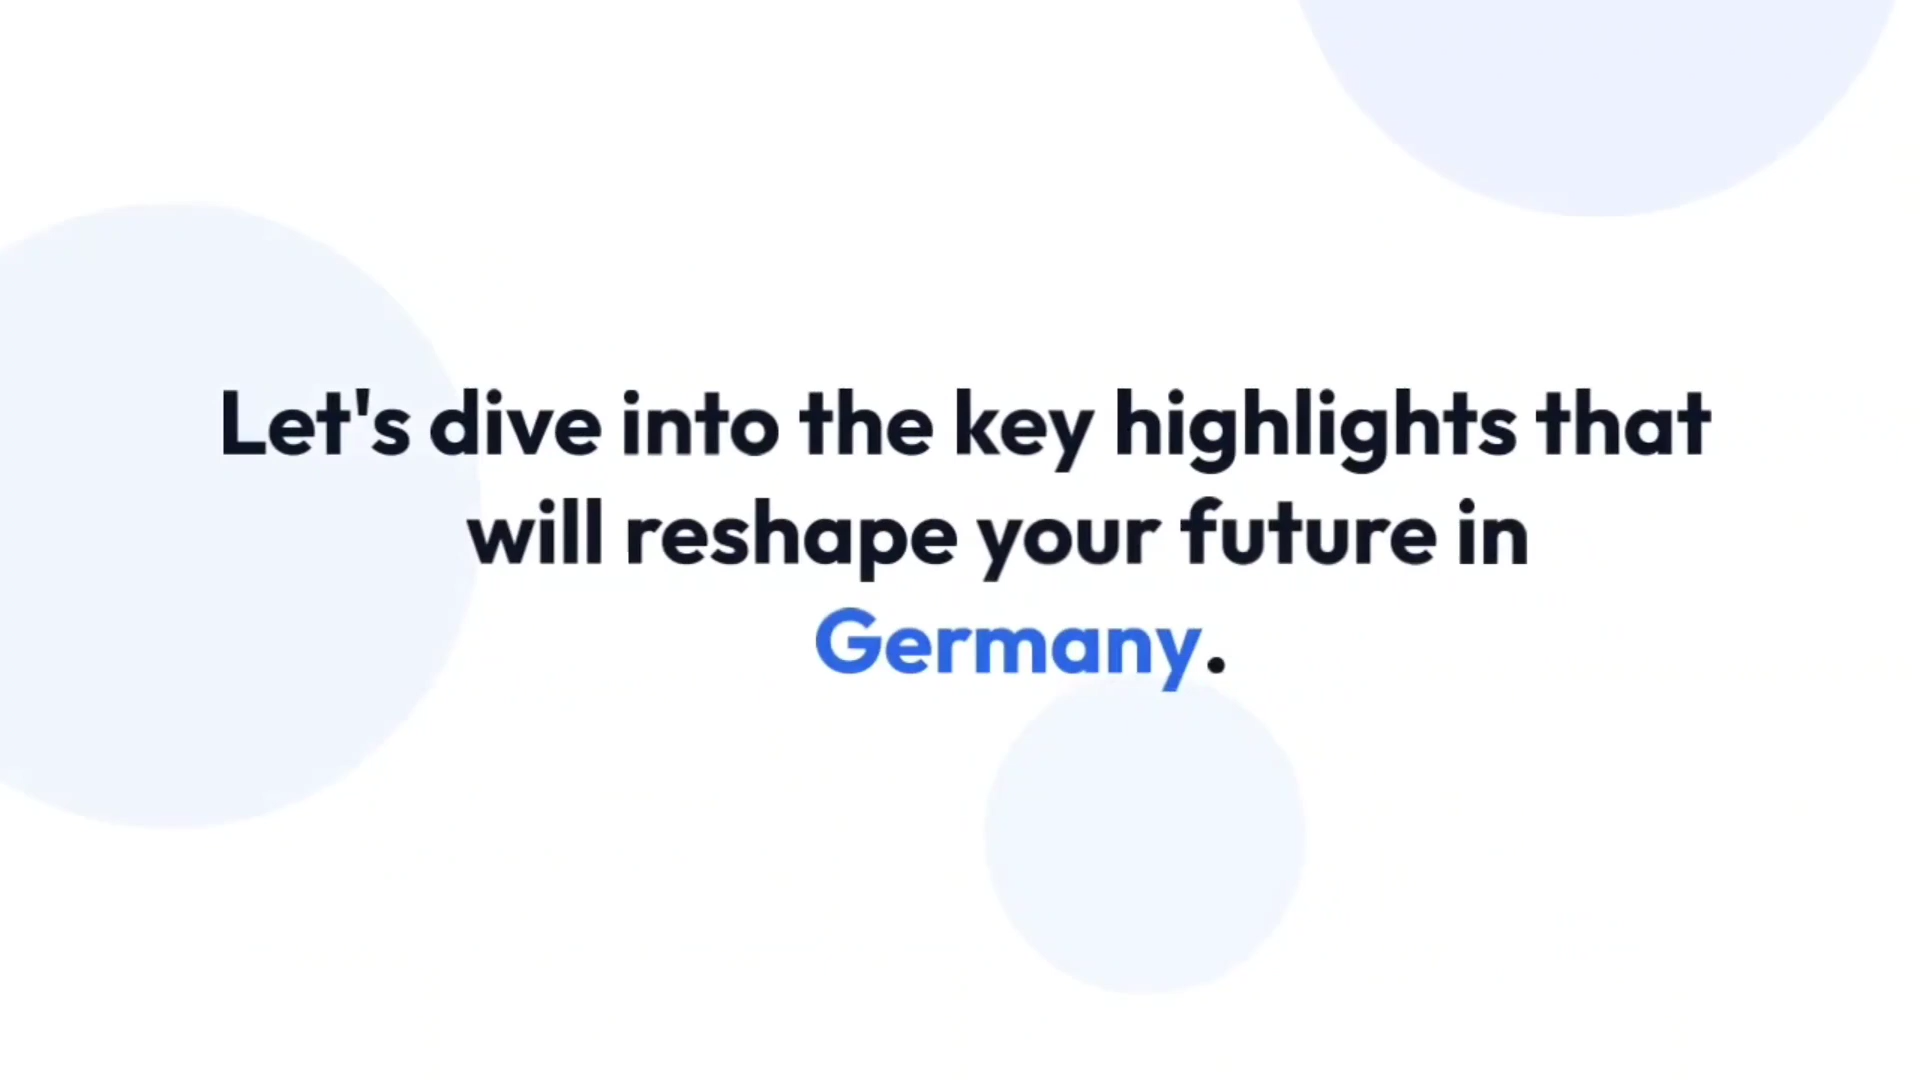 Let's dive into the key highlights that
will reshape your future in
Germany.